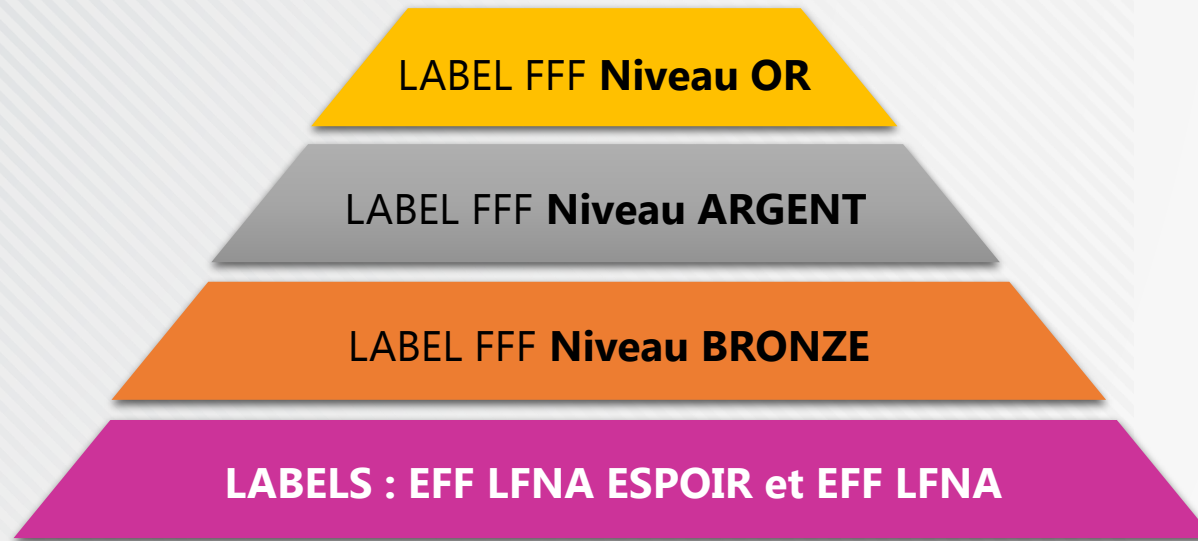 LABEL FFF Niveau OR
LABEL FFF Niveau ARGENT
LABEL FFF Niveau BRONZE
LABELS : EFF LFNA ESPOIR et EFF LFNA